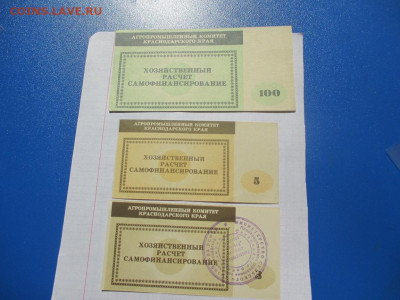 COINS.LAVE.RU
АГРОПРОМЫШЛЕННЫЙ КОМИТЕТ
КРАСНОДАРСКОГО КРАЯ
ХОЗЯЙСТВЕННЫЙ
РАСЧЕТ
САМОФИНАНСИРОВАНИЕ
100
АГРОПРОМЫШЛЕННЫЙ КОМИТЕТ
КРАСНОДАРСКОГО КРАЯ
ХОЗЯЙСТВЕННЫЙ
РАСЧЕТ
САМОФИНАНСИРОВАНИЕ
5
АГРОПРОМЫШЛЕННЫЙ КОМИТЕТ
КРАСНОДАРСКОГО КРАЯ
ХОЗЯЙСТВЕННЫЙ
РАСЧЕТ
САМОФИНАНСИРОВАНИЕ
3